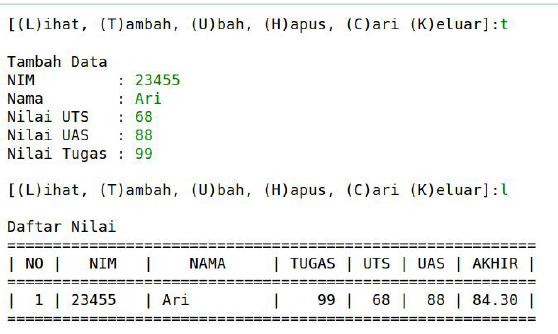 [(L)ihat, (T)ambah, (U)bah, (H)apus, (C)ari (K)eluar]:t
Tambah Data
NIM         : 23455
Nama        : Ari
Nilai UTS   : 68
Nilai UAS   : 88
Nilai Tugas : 99
[(L)ihat, (T)ambah, (U)bah, (H)apus, (C)ari (K)eluar]:l
Daftar Nilai
===========================================================
| NO |   NIM   |    NAMA     | TUGAS | UTS | UAS | AKHIR |
===========================================================
|  1 | 23455   | Ari         |    99 |  68 |  88 | 84.30 |
===========================================================